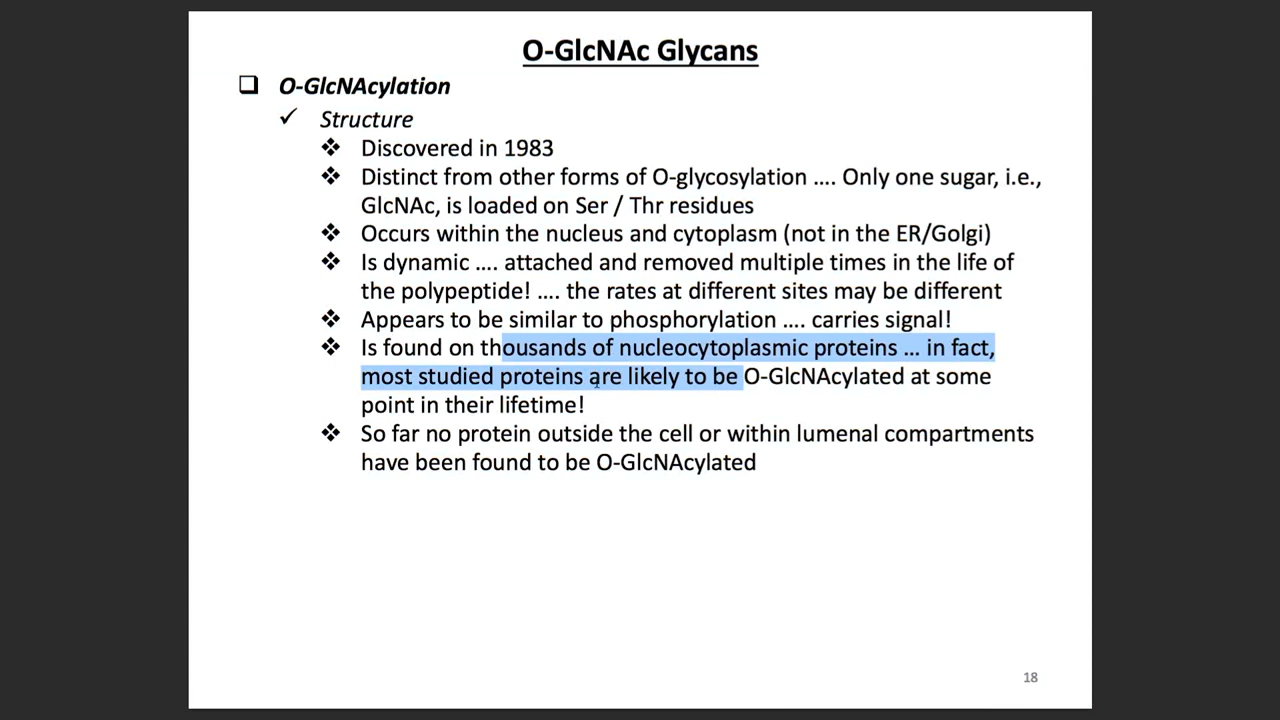 O-GlcNAc Glycans
❑ O-GlcNAcylation
✓ Structure
❖ Discovered in 1983
❖ Distinct from other forms of O-glycosylation .... Only one sugar, i.e.,
GlcNAc, is loaded on Ser / Thr residues
❖ Occurs within the nucleus and cytoplasm (not in the ER/Golgi)
❖ Is dynamic .... attached and removed multiple times in the life of
the polypeptide! .... the rates at different sites may be different
❖ Appears to be similar to phosphorylation .... carries signal!
❖ Is found on thousands of nucleocytoplasmic proteins ... in fact,
most studied proteins are likely to be O-GlcNAcylated at some
point in their lifetime!
❖ So far no protein outside the cell or within lumenal compartments
have been found to be O-GlcNAcylated
18